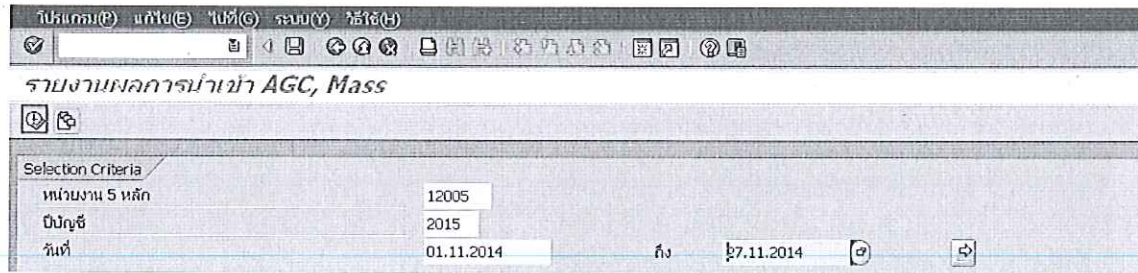 โปรแกรม(P) แก้ไข(E) ไปที่(G) ระบบ(Y) วิธีใช้(H)
รายงานผลการนำเข้า AGC, Mass
Selection Criteria
หน่วยงาน 5 หลัก 12005
ปีบัญชี 2015
วันที่ 01.11.2014 ถึง 27.11.2014